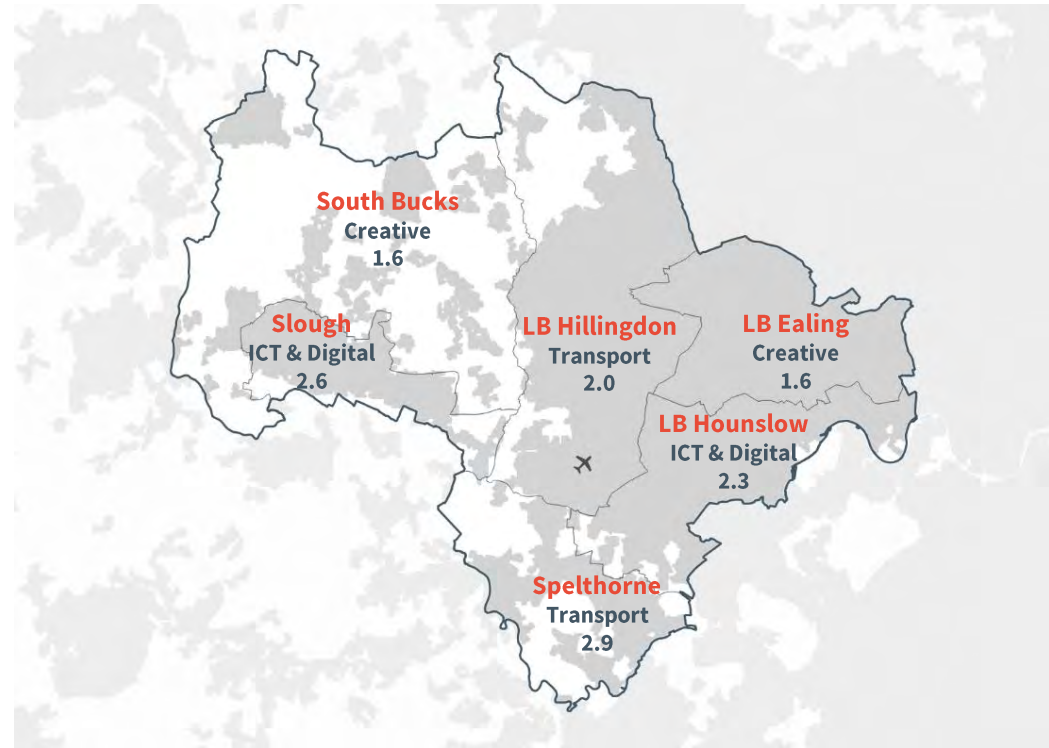 South Bucks
Creative
1.6
Slough
ICT & Digital
2.6
LB Hillingdon
Transport
2.0
LB Ealing
Creative
1.6
LB Hounslow
ICT & Digital
2.3
Spelthorne
Transport
2.9